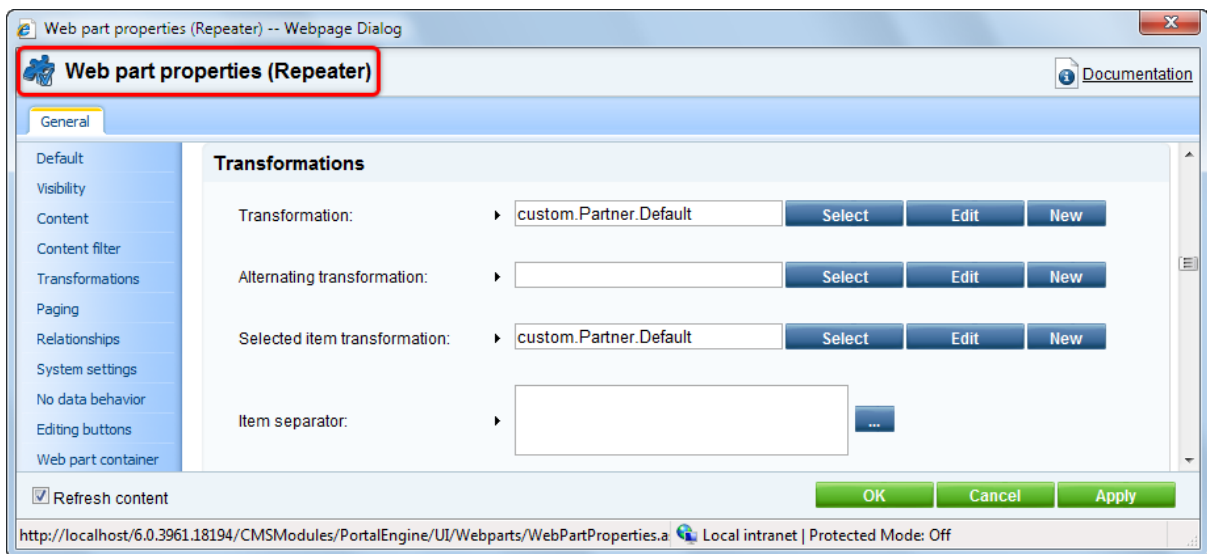 Web part properties (Repeater) -- Webpage Dialog
Web part properties (Repeater)
Documentation
General
Default
Visibility
Content
Content filter
Transformations
Paging
Relationships
System settings
No data behavior
Editing buttons
Web part container
Transformations
Transformation: custom.Partner.Default Select Edit New
Alternating transformation: Select Edit New
Selected item transformation: custom.Partner.Default Select Edit New
Item separator: ...
Refresh content OK Cancel Apply
http://localhost/6.0.3961.18194/CMSModules/PortalEngine/UI/Webparts/WebPartProperties.a Local intranet | Protected Mode: Off